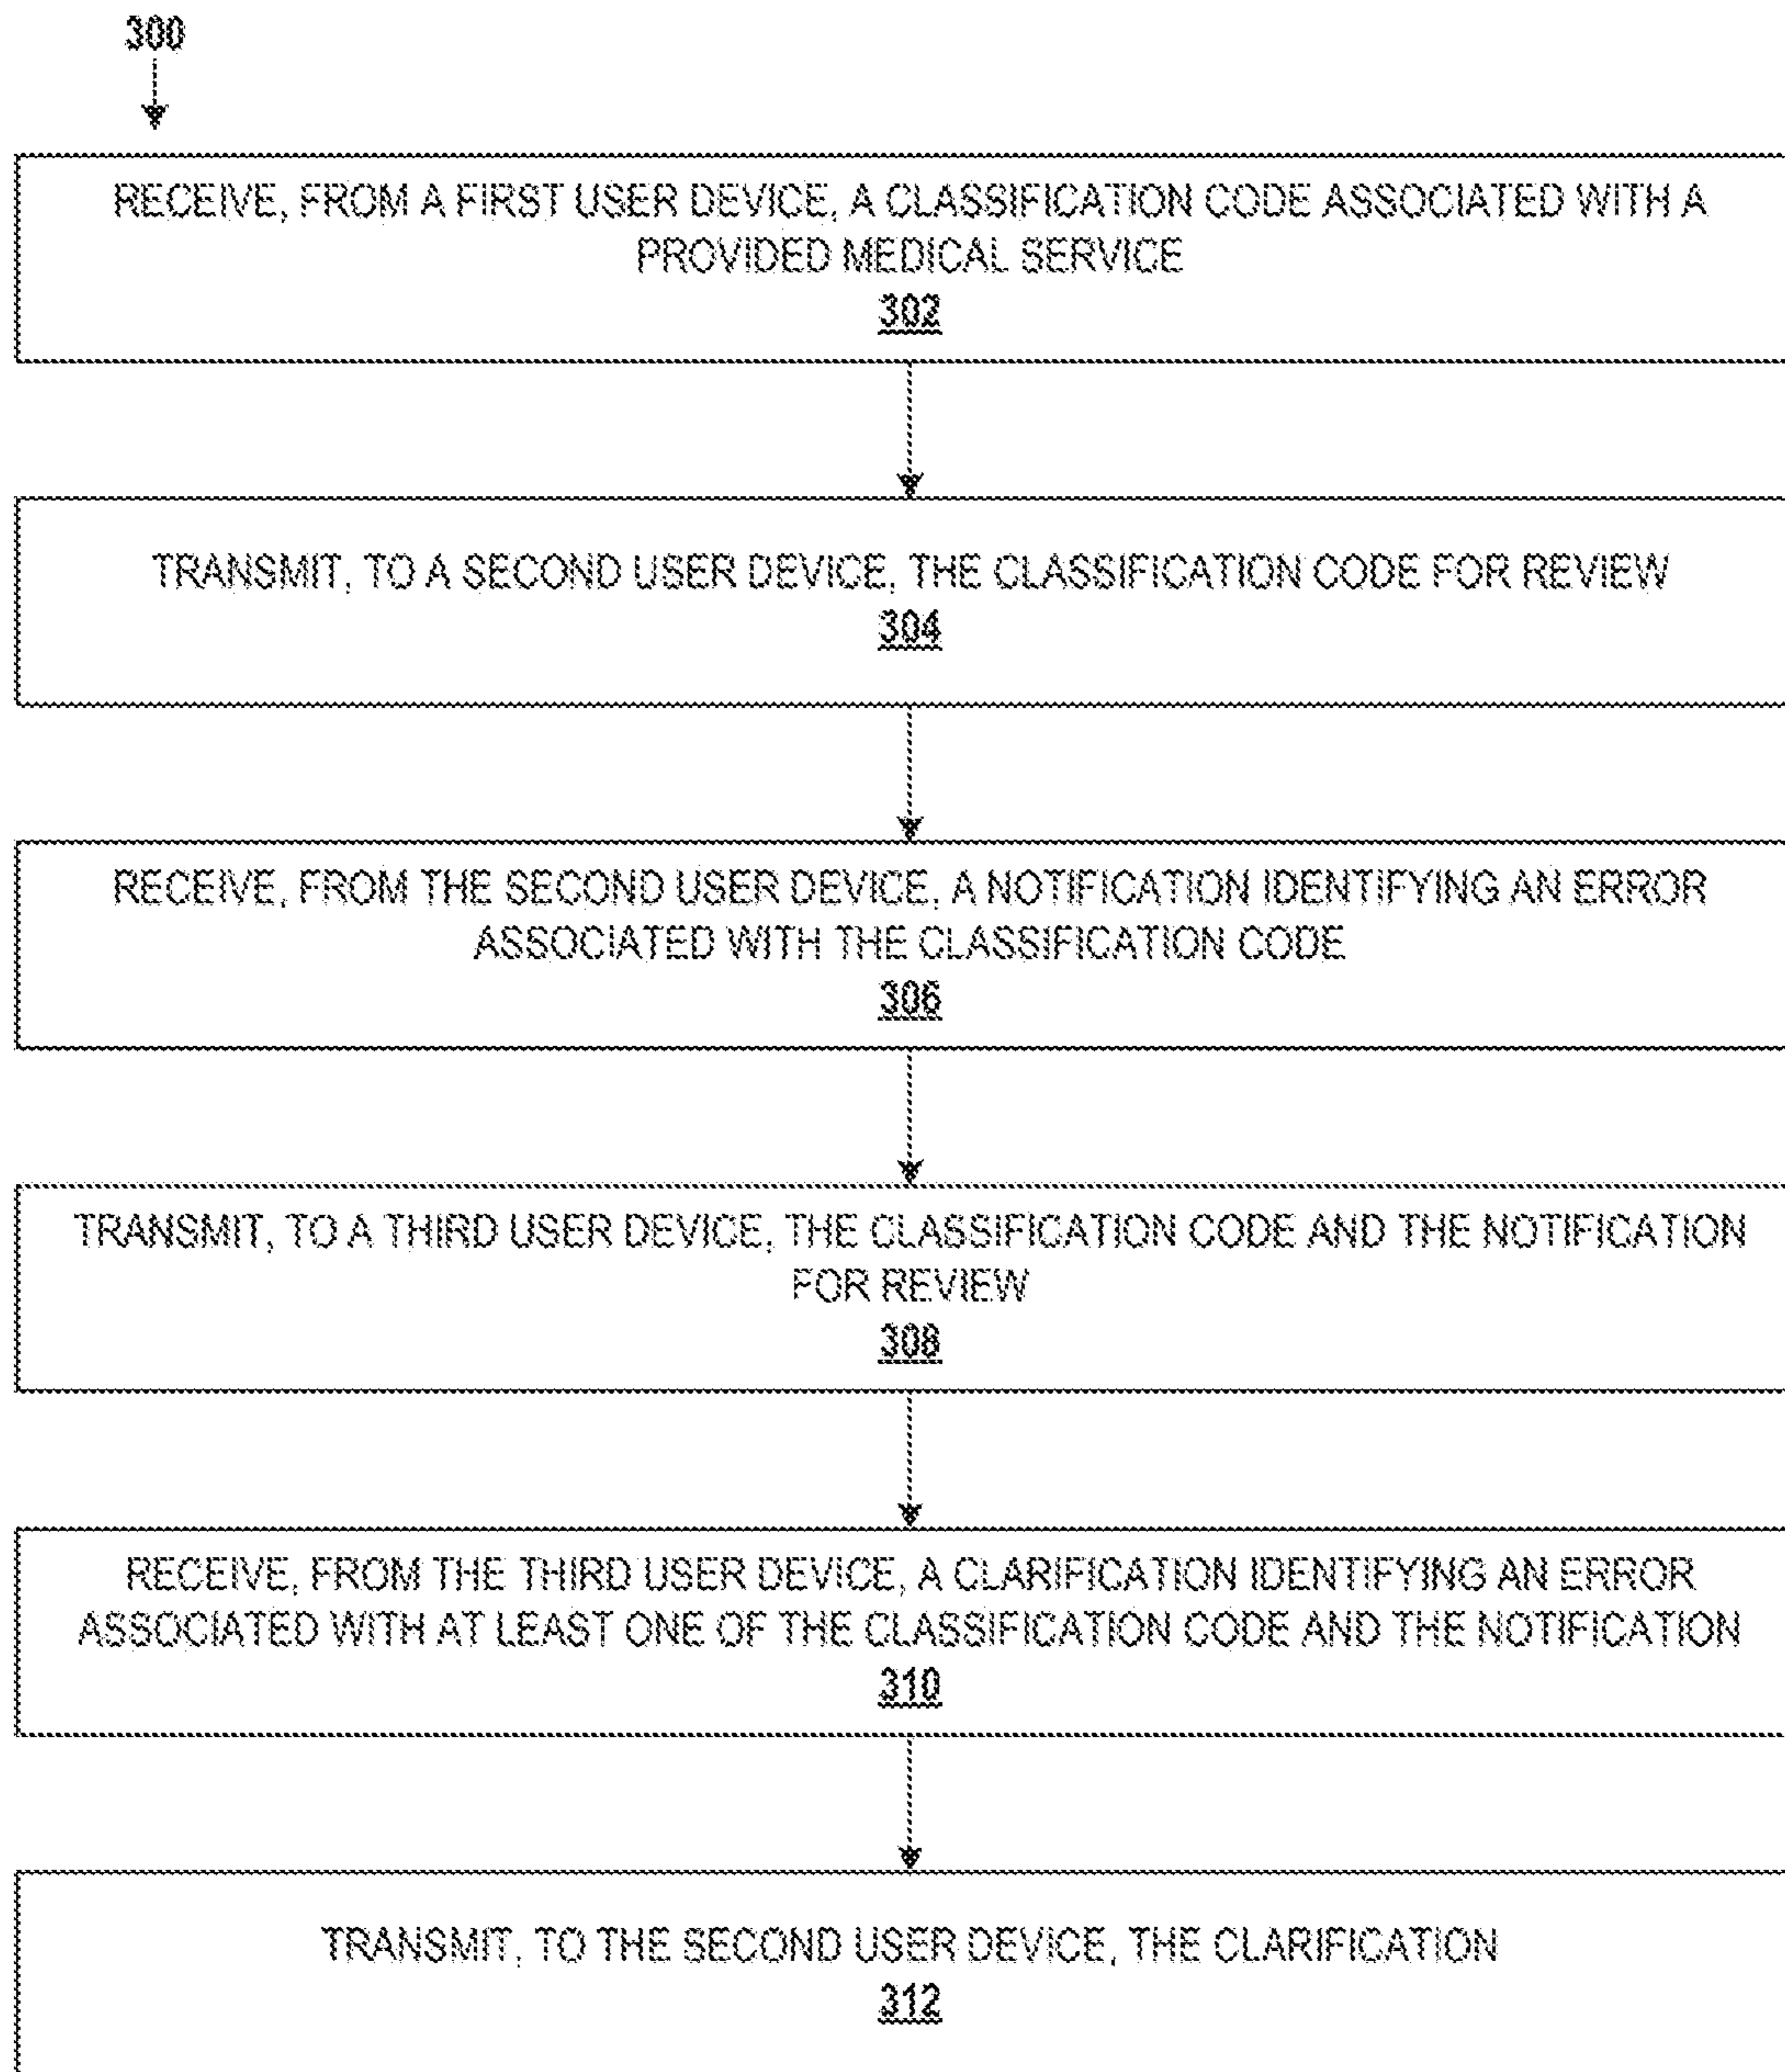 300
RECEIVE, FROM A FIRST USER DEVICE, A CLASSIFICATION CODE ASSOCIATED WITH A
PROVIDED MEDICAL SERVICE
302
TRANSMIT, TO A SECOND USER DEVICE, THE CLASSIFICATION CODE FOR REVIEW
304
RECEIVE, FROM THE SECOND USER DEVICE, A NOTIFICATION IDENTIFYING AN ERROR
ASSOCIATED WITH THE CLASSIFICATION CODE
306
TRANSMIT, TO A THIRD USER DEVICE, THE CLASSIFICATION CODE AND THE NOTIFICATION
FOR REVIEW
308
RECEIVE, FROM THE THIRD USER DEVICE, A CLARIFICATION IDENTIFYING AN ERROR
ASSOCIATED WITH AT LEAST ONE OF THE CLASSIFICATION CODE AND THE NOTIFICATION
310
TRANSMIT, TO THE SECOND USER DEVICE, THE CLARIFICATION
312